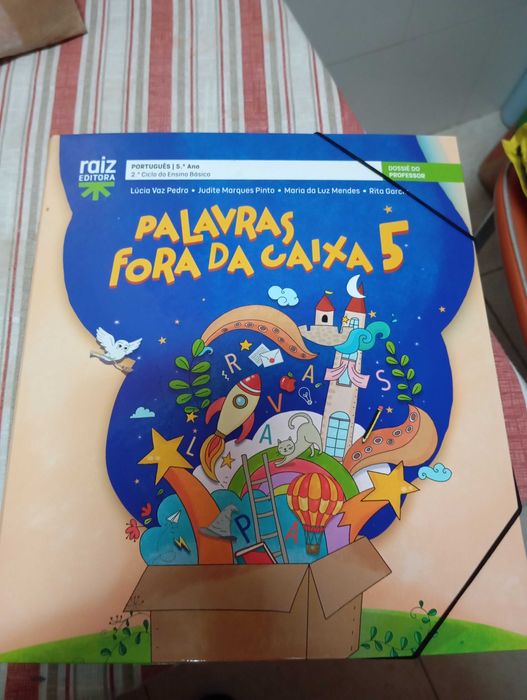 raiz
EDITORA
PORTUGUÊS | 5.º Ano
2.º Ciclo do Ensino Básico
DOSSIÊ DO
PROFESSOR
Lúcia Vaz Pedro • Judite Marques Pinto • Maria da Luz Mendes • Rita
PALAVRAS
FORA DA CAIXA 5
R A S
V
L A
P A